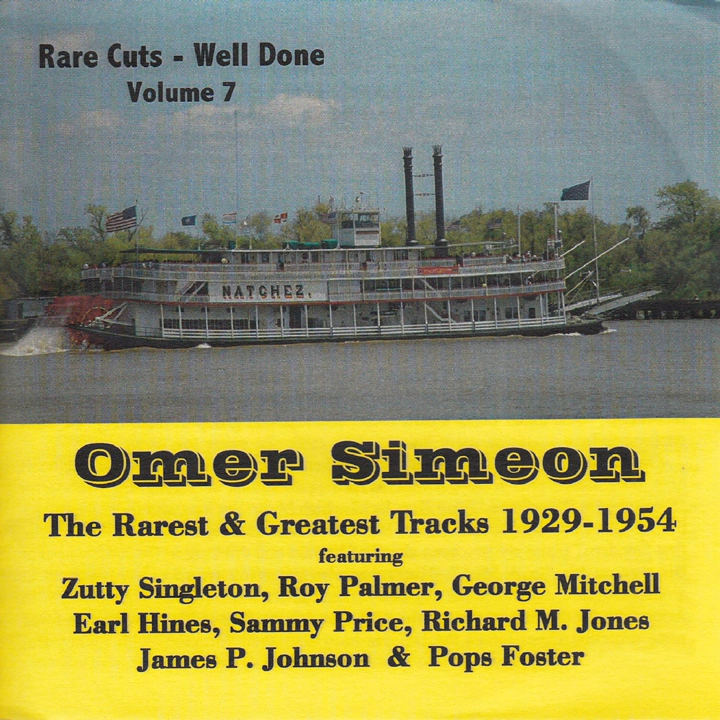 Rare Cuts - Well Done
Volume 7
NATCHEZ.
Omer Simeon
The Rarest & Greatest Tracks 1929-1954
featuring
Zutty Singleton, Roy Palmer, George Mitchell
Earl Hines, Sammy Price, Richard M. Jones
James P. Johnson & Pops Foster